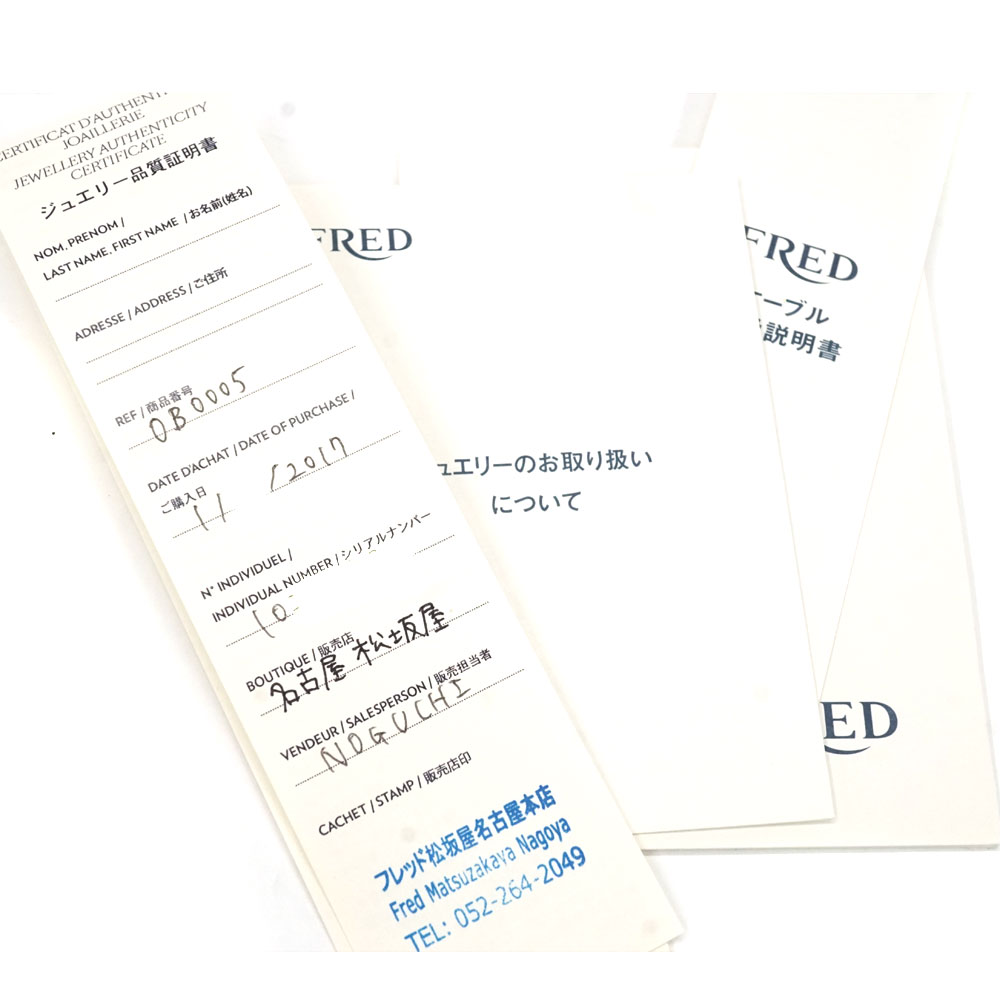 CERTIFICAT D'AUTHENTI
JOAILLERIE
JEWELLERY AUTHENTICITY
CERTIFICATE
ジュエリー品質証明書
NOM, PRENOM /
LAST NAME, FIRST NAME / お名前(姓名)
ADRESSE / ADDRESS / ご住所
REF / 商品番号
OB0005
DATE D'ACHAT / DATE OF PURCHASE /
ご購入日
11 / 2017
N° INDIVIDUEL /
INDIVIDUAL NUMBER / シリアルナンバー
10
BOUTIQUE / 販売店
名古屋 松坂屋
VENDEUR / SALESPERSON / 販売担当者
NOGUCHI
CACHET / STAMP / 販売店印
フレッド松坂屋名古屋本店
Fred Matsuzakaya Nagoya
TEL: 052-264-2049
FRED
ュエリーのお取り扱い
について
FRED
ーブル
説明書
RED